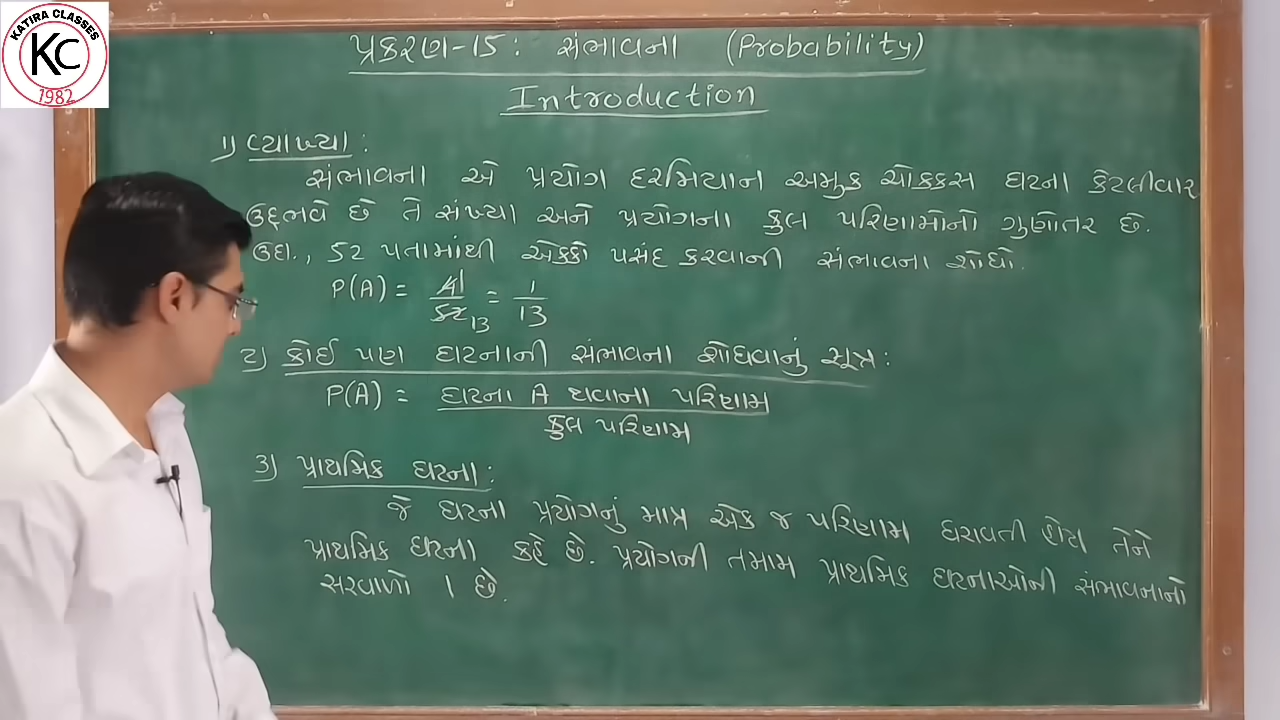 KATIRA CLASSES
KC
1982
પ્રકરણ-15: સંભાવના (Probability)
Introduction
1) વ્યાખ્યા:
સંભાવના એ પ્રયોગ દરમિયાન અમુક ચોક્કસ ઘટના કેટલીવાર
ઉદ્દભવે છે તે સંખ્યા અને પ્રયોગના કુલ પરિણામોનો ગુણોતર છે.
ઉદા., 52 પતામાંથી એક્કો પસંદ કરવાની સંભાવના શોધો.
P(A) = 4 1 / 52 13 = 1/13
2) કોઈ પણ ઘટનાની સંભાવના શોધવાનું સૂત્ર:
P(A) = ઘટના A થવાના પરિણામ
કુલ પરિણામ
3) પ્રાથમિક ઘટના:
જે ઘટના પ્રયોગનું માત્ર એક જ પરિણામ ધરાવતી હોય તેને
પ્રાથમિક ઘટના કહે છે. પ્રયોગની તમામ પ્રાથમિક ઘટનાઓની સંભાવનાનો
સરવાળો 1 છે.